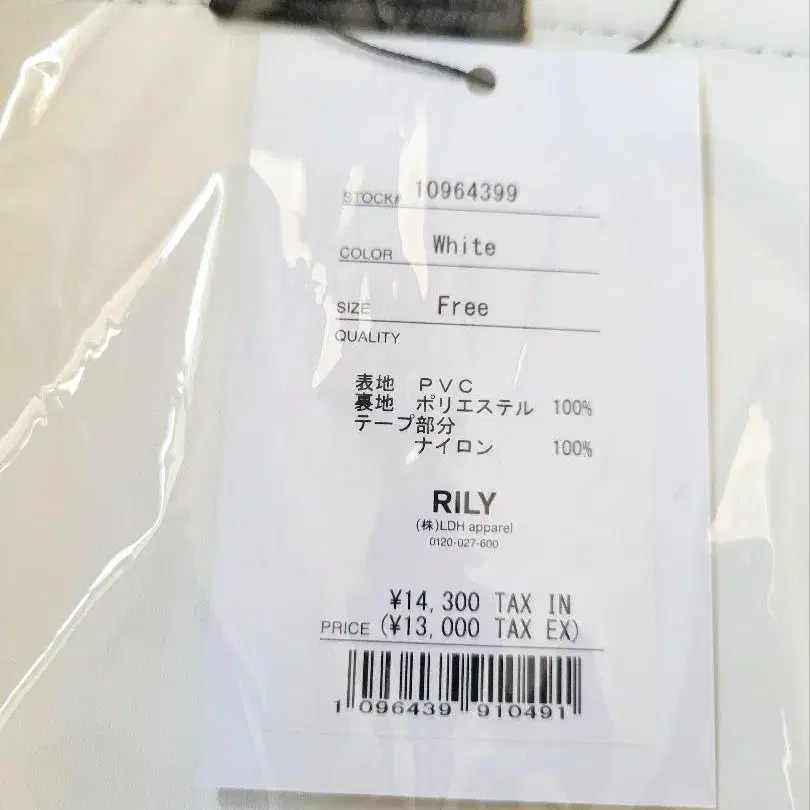 STOCK# 10964399
COLOR White
SIZE Free
QUALITY
表地 PVC
裏地 ポリエステル 100%
テープ部分
ナイロン 100%
RILY
(株)LDH apparel
0120-027-600
¥14,300 TAX IN
PRICE (¥13,000 TAX EX)
1 096439 910491